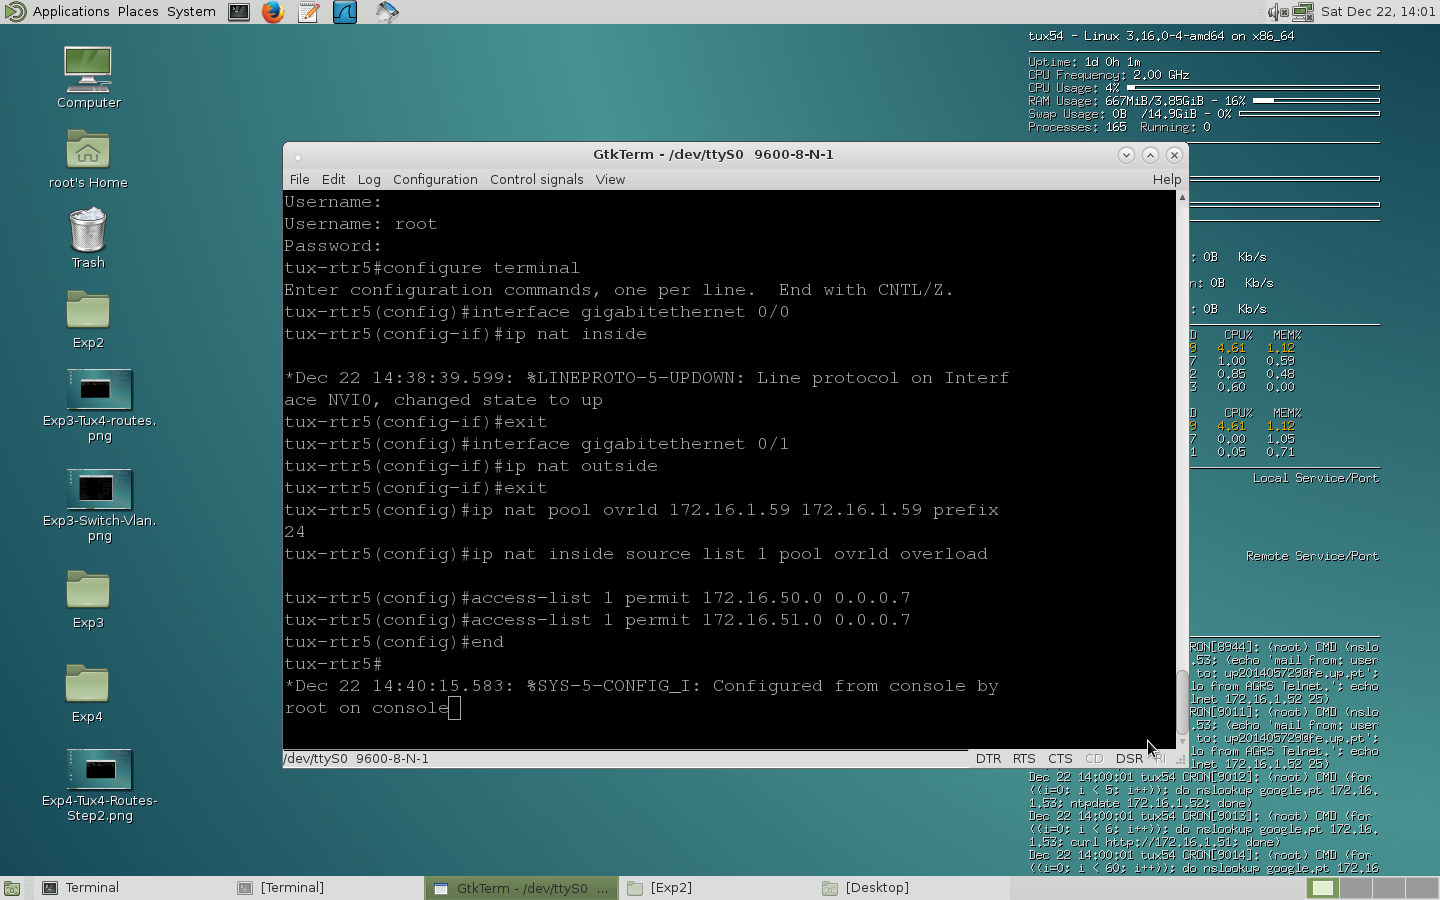 Applications Places System
Sat Dec 22, 14:01
Computer
root's Home
Trash
Exp2
Exp3-Tux4-routes.
png
Exp3-Switch-Vlan.
png
Exp3
Exp4
Exp4-Tux4-Routes-
Step2.png
tux54 - Linux 3.16.0-4-amd64 on x86_64
Uptime: 1d 0h 1m
CPU Frequency: 2.00 GHz
CPU Usage: 4%
RAM Usage: 667MiB/3.85GiB - 16%
Swap Usage: 0B /14.9GiB - 0%
Processes: 165 Running: 0
GtkTerm - /dev/ttyS0 9600-8-N-1
File Edit Log Configuration Control signals View Help
Username:
Username: root
Password:
tux-rtr5#configure terminal
Enter configuration commands, one per line. End with CNTL/Z.
tux-rtr5(config)#interface gigabitethernet 0/0
tux-rtr5(config-if)#ip nat inside
*Dec 22 14:38:39.599: %LINEPROTO-5-UPDOWN: Line protocol on Interf
ace NVI0, changed state to up
tux-rtr5(config-if)#exit
tux-rtr5(config)#interface gigabitethernet 0/1
tux-rtr5(config-if)#ip nat outside
tux-rtr5(config-if)#exit
tux-rtr5(config)#ip nat pool ovrld 172.16.1.59 172.16.1.59 prefix
24
tux-rtr5(config)#ip nat inside source list 1 pool ovrld overload
tux-rtr5(config)#access-list 1 permit 172.16.50.0 0.0.0.7
tux-rtr5(config)#access-list 1 permit 172.16.51.0 0.0.0.7
tux-rtr5(config)#end
tux-rtr5#
*Dec 22 14:40:15.583: %SYS-5-CONFIG_I: Configured from console by
root on console
/dev/ttyS0 9600-8-N-1
DTR RTS CTS CD DSR RI
: 0B Kb/s
n: 0B Kb/s
: 0B Kb/s
D CPU% MEM%
9 4.61 1.12
7 1.00 0.59
2 0.85 0.48
3 0.60 0.00
D CPU% MEM%
9 4.61 1.12
7 0.00 1.05
1 0.05 0.71
Local Service/Port
Remote Service/Port
RON[8944]: (root) CMD (nslo
.53; (echo 'mail from: user
to: up201405729@fe.up.pt'; echo
lo from AGRS Telnet.'; echo
lnet 172.16.1.52 25)
RON[9011]: (root) CMD (nslo
.53; (echo 'mail from: user
to: up201405729@fe.up.pt';
lo from AGRS Telnet.'; echo
lnet 172.16.1.52 25)
Dec 22 14:00:01 tux54 CRON[9012]: (root) CMD (for
((i=0; i < 5; i++)); do nslookup google.pt 172.16.
1.53; ntpdate 172.16.1.52; done)
Dec 22 14:00:01 tux54 CRON[9013]: (root) CMD (for
((i=0; i < 6; i++)); do nslookup google.pt 172.16.
1.53; curl http://172.16.1.51; done)
Dec 22 14:00:01 tux54 CRON[9014]: (root) CMD (for
((i=0; i < 60; i++)); do nslookup google.pt 172.16
Terminal
[Terminal]
GtkTerm - /dev/ttyS0 ...
[Exp2]
[Desktop]